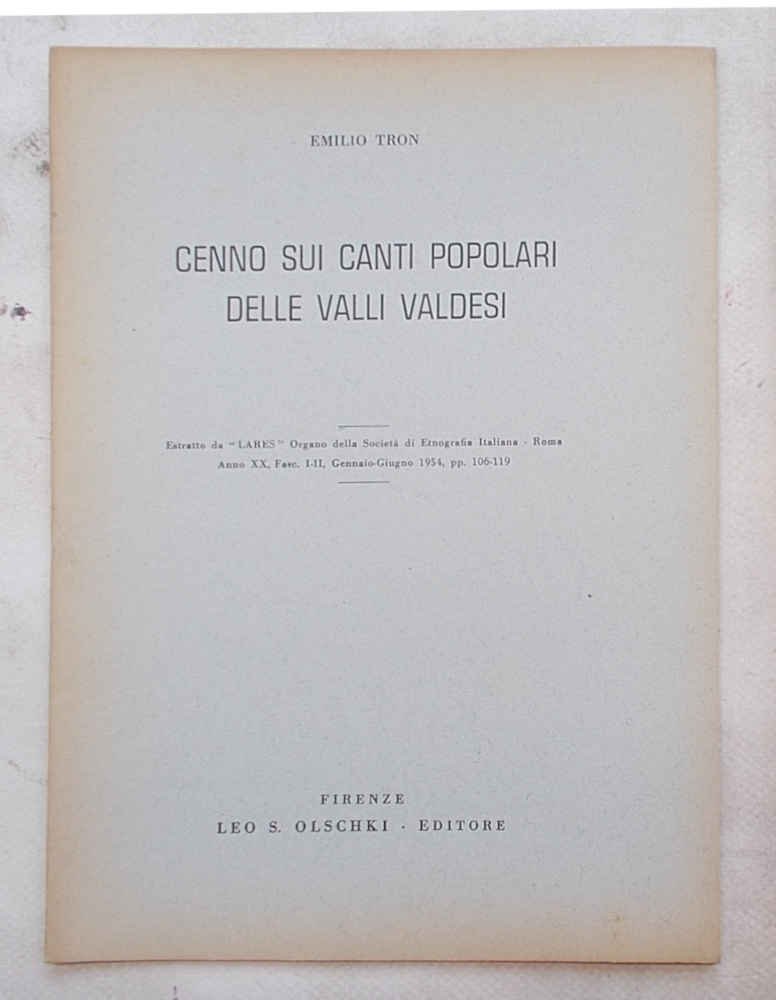 EMILIO TRON
CENNO SUI CANTI POPOLARI
DELLE VALLI VALDESI
Estratto da "LARES" Organo della Società di Etnografia Italiana - Roma
Anno XX, Fasc. I-II, Gennaio-Giugno 1954, pp. 106-119
FIRENZE
LEO S. OLSCHKI - EDITORE